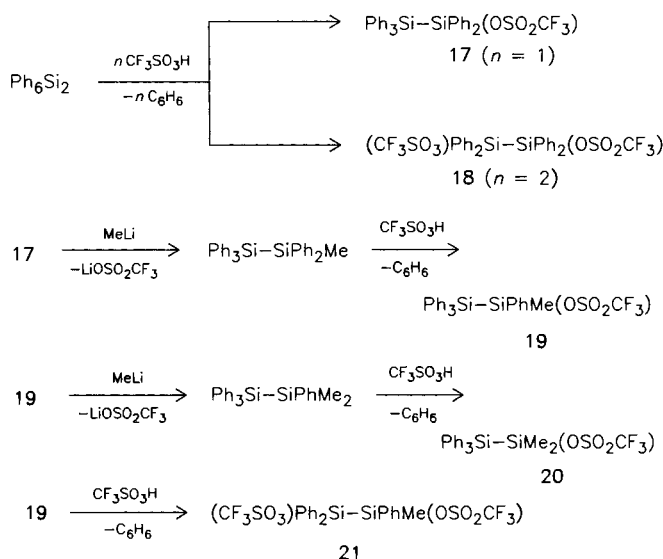 Ph₃Si—SiPh₂(OSO₂CF₃)
17 (n = 1)
Ph₆Si₂
n CF₃SO₃H
−n C₆H₆
(CF₃SO₃)Ph₂Si—SiPh₂(OSO₂CF₃)
18 (n = 2)
17 MeLi Ph₃Si—SiPh₂Me CF₃SO₃H
−LiOSO₂CF₃ −C₆H₆
Ph₃Si—SiPhMe(OSO₂CF₃)
19
19 MeLi Ph₃Si—SiPhMe₂ CF₃SO₃H
−LiOSO₂CF₃ −C₆H₆
Ph₃Si—SiMe₂(OSO₂CF₃)
20
19 CF₃SO₃H (CF₃SO₃)Ph₂Si—SiPhMe(OSO₂CF₃)
−C₆H₆
21